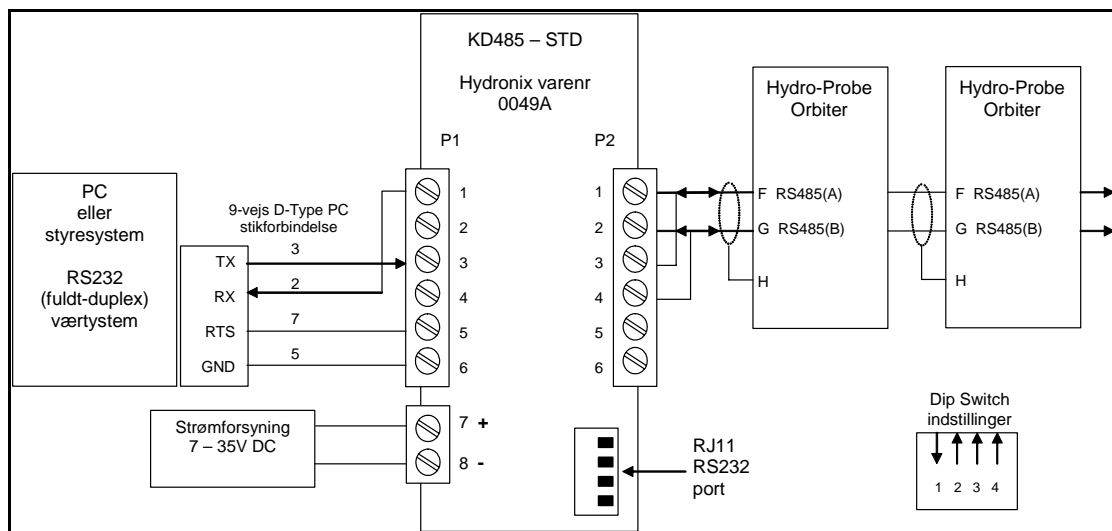 KD485 – STD
Hydronix varenr
0049A
P1
P2
PC
eller
styresystem
RS232
(fuldt-duplex)
værtystem
9-vejs D-Type PC
stikforbindelse
TX
3
RX
2
RTS
7
GND
5
1
2
3
4
5
6
1
2
3
4
5
6
Strømforsyning
7 – 35V DC
7 +
8 -
RJ11
RS232
port
Hydro-Probe
Orbiter
F RS485(A)
G RS485(B)
H
Hydro-Probe
Orbiter
F RS485(A)
G RS485(B)
H
Dip Switch
indstillinger
1 2 3 4